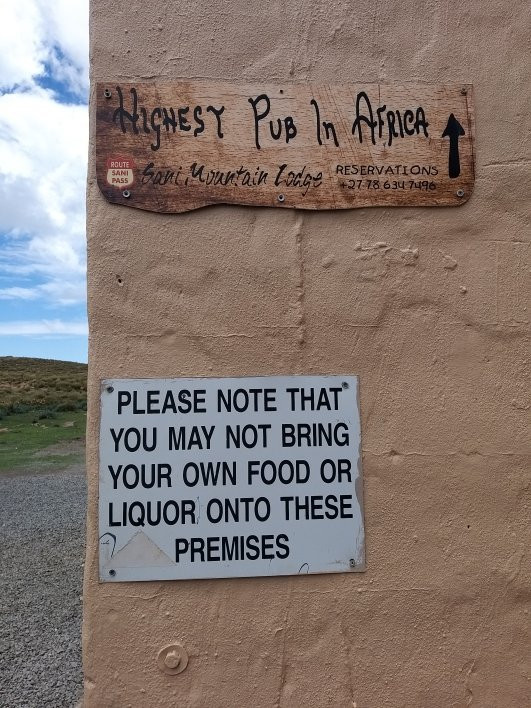 Highest Pub In Africa
ROUTE
SANI
PASS
Sani Mountain Lodge
RESERVATIONS
+27 78 634 7496
PLEASE NOTE THAT
YOU MAY NOT BRING
YOUR OWN FOOD OR
LIQUOR ONTO THESE
PREMISES